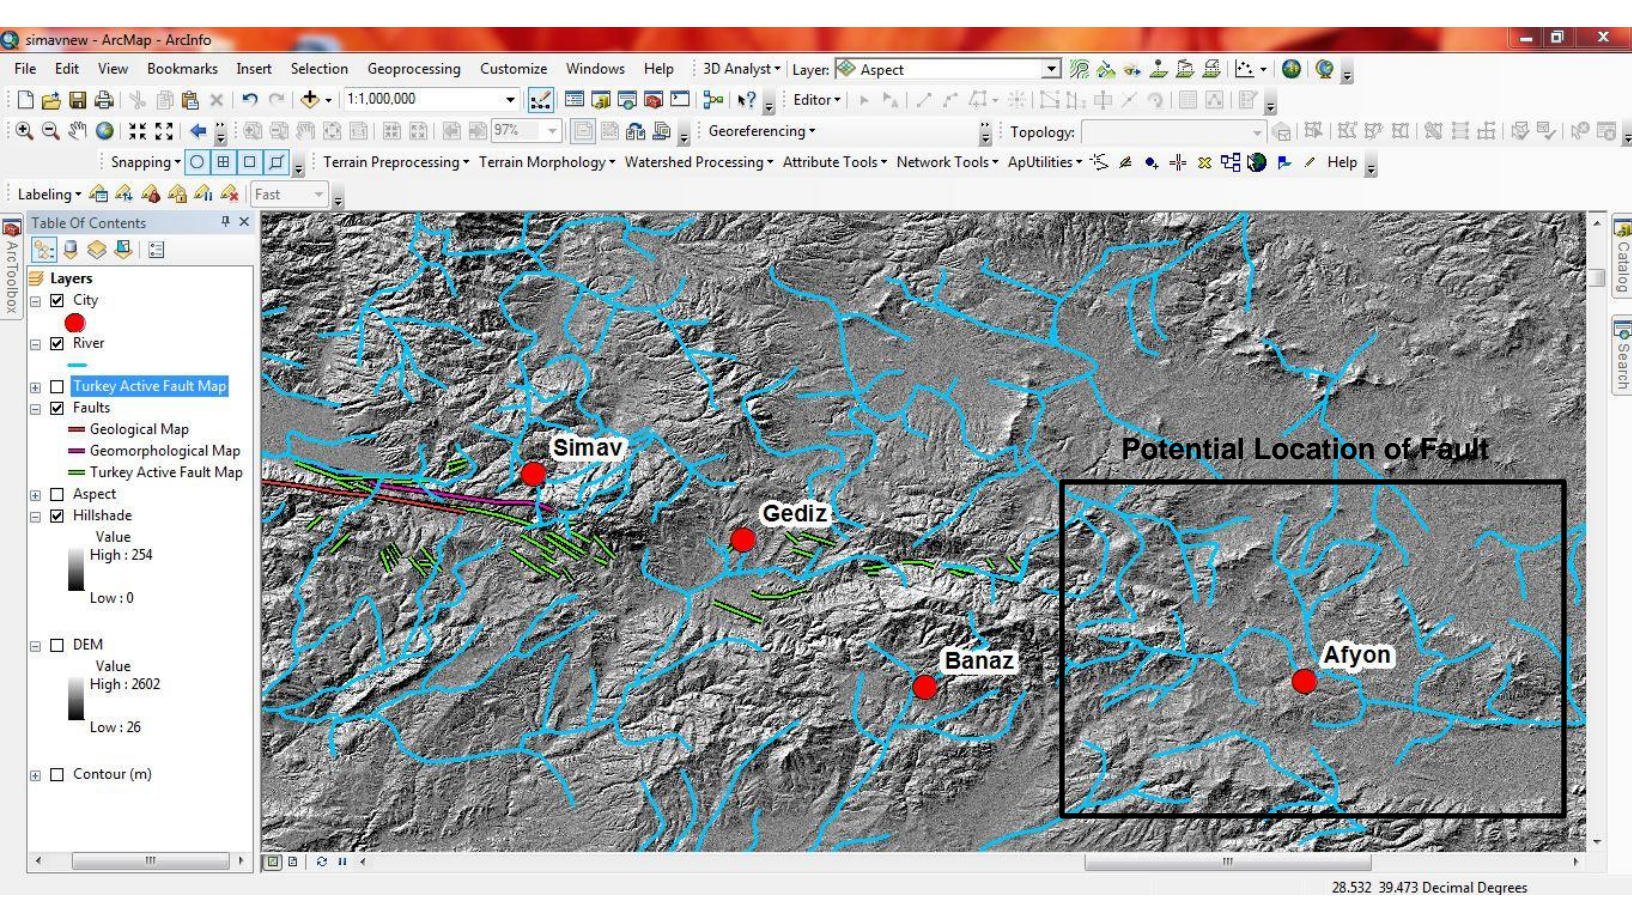 simavnew - ArcMap - ArcInfo
File Edit View Bookmarks Insert Selection Geoprocessing Customize Windows Help 3D Analyst Layer: Aspect
1:1,000,000 Editor
97% Georeferencing Topology:
Snapping Terrain Preprocessing Terrain Morphology Watershed Processing Attribute Tools Network Tools ApUtilities Help
Labeling Fast
Table Of Contents
ArcToolbox
Layers
City
River
Turkey Active Fault Map
Faults
Geological Map
Geomorphological Map
Turkey Active Fault Map
Aspect
Hillshade
Value
High : 254
Low : 0
DEM
Value
High : 2602
Low : 26
Contour (m)
Simav
Gediz
Banaz
Potential Location of Fault
Afyon
Catalog
Search
28.532 39.473 Decimal Degrees